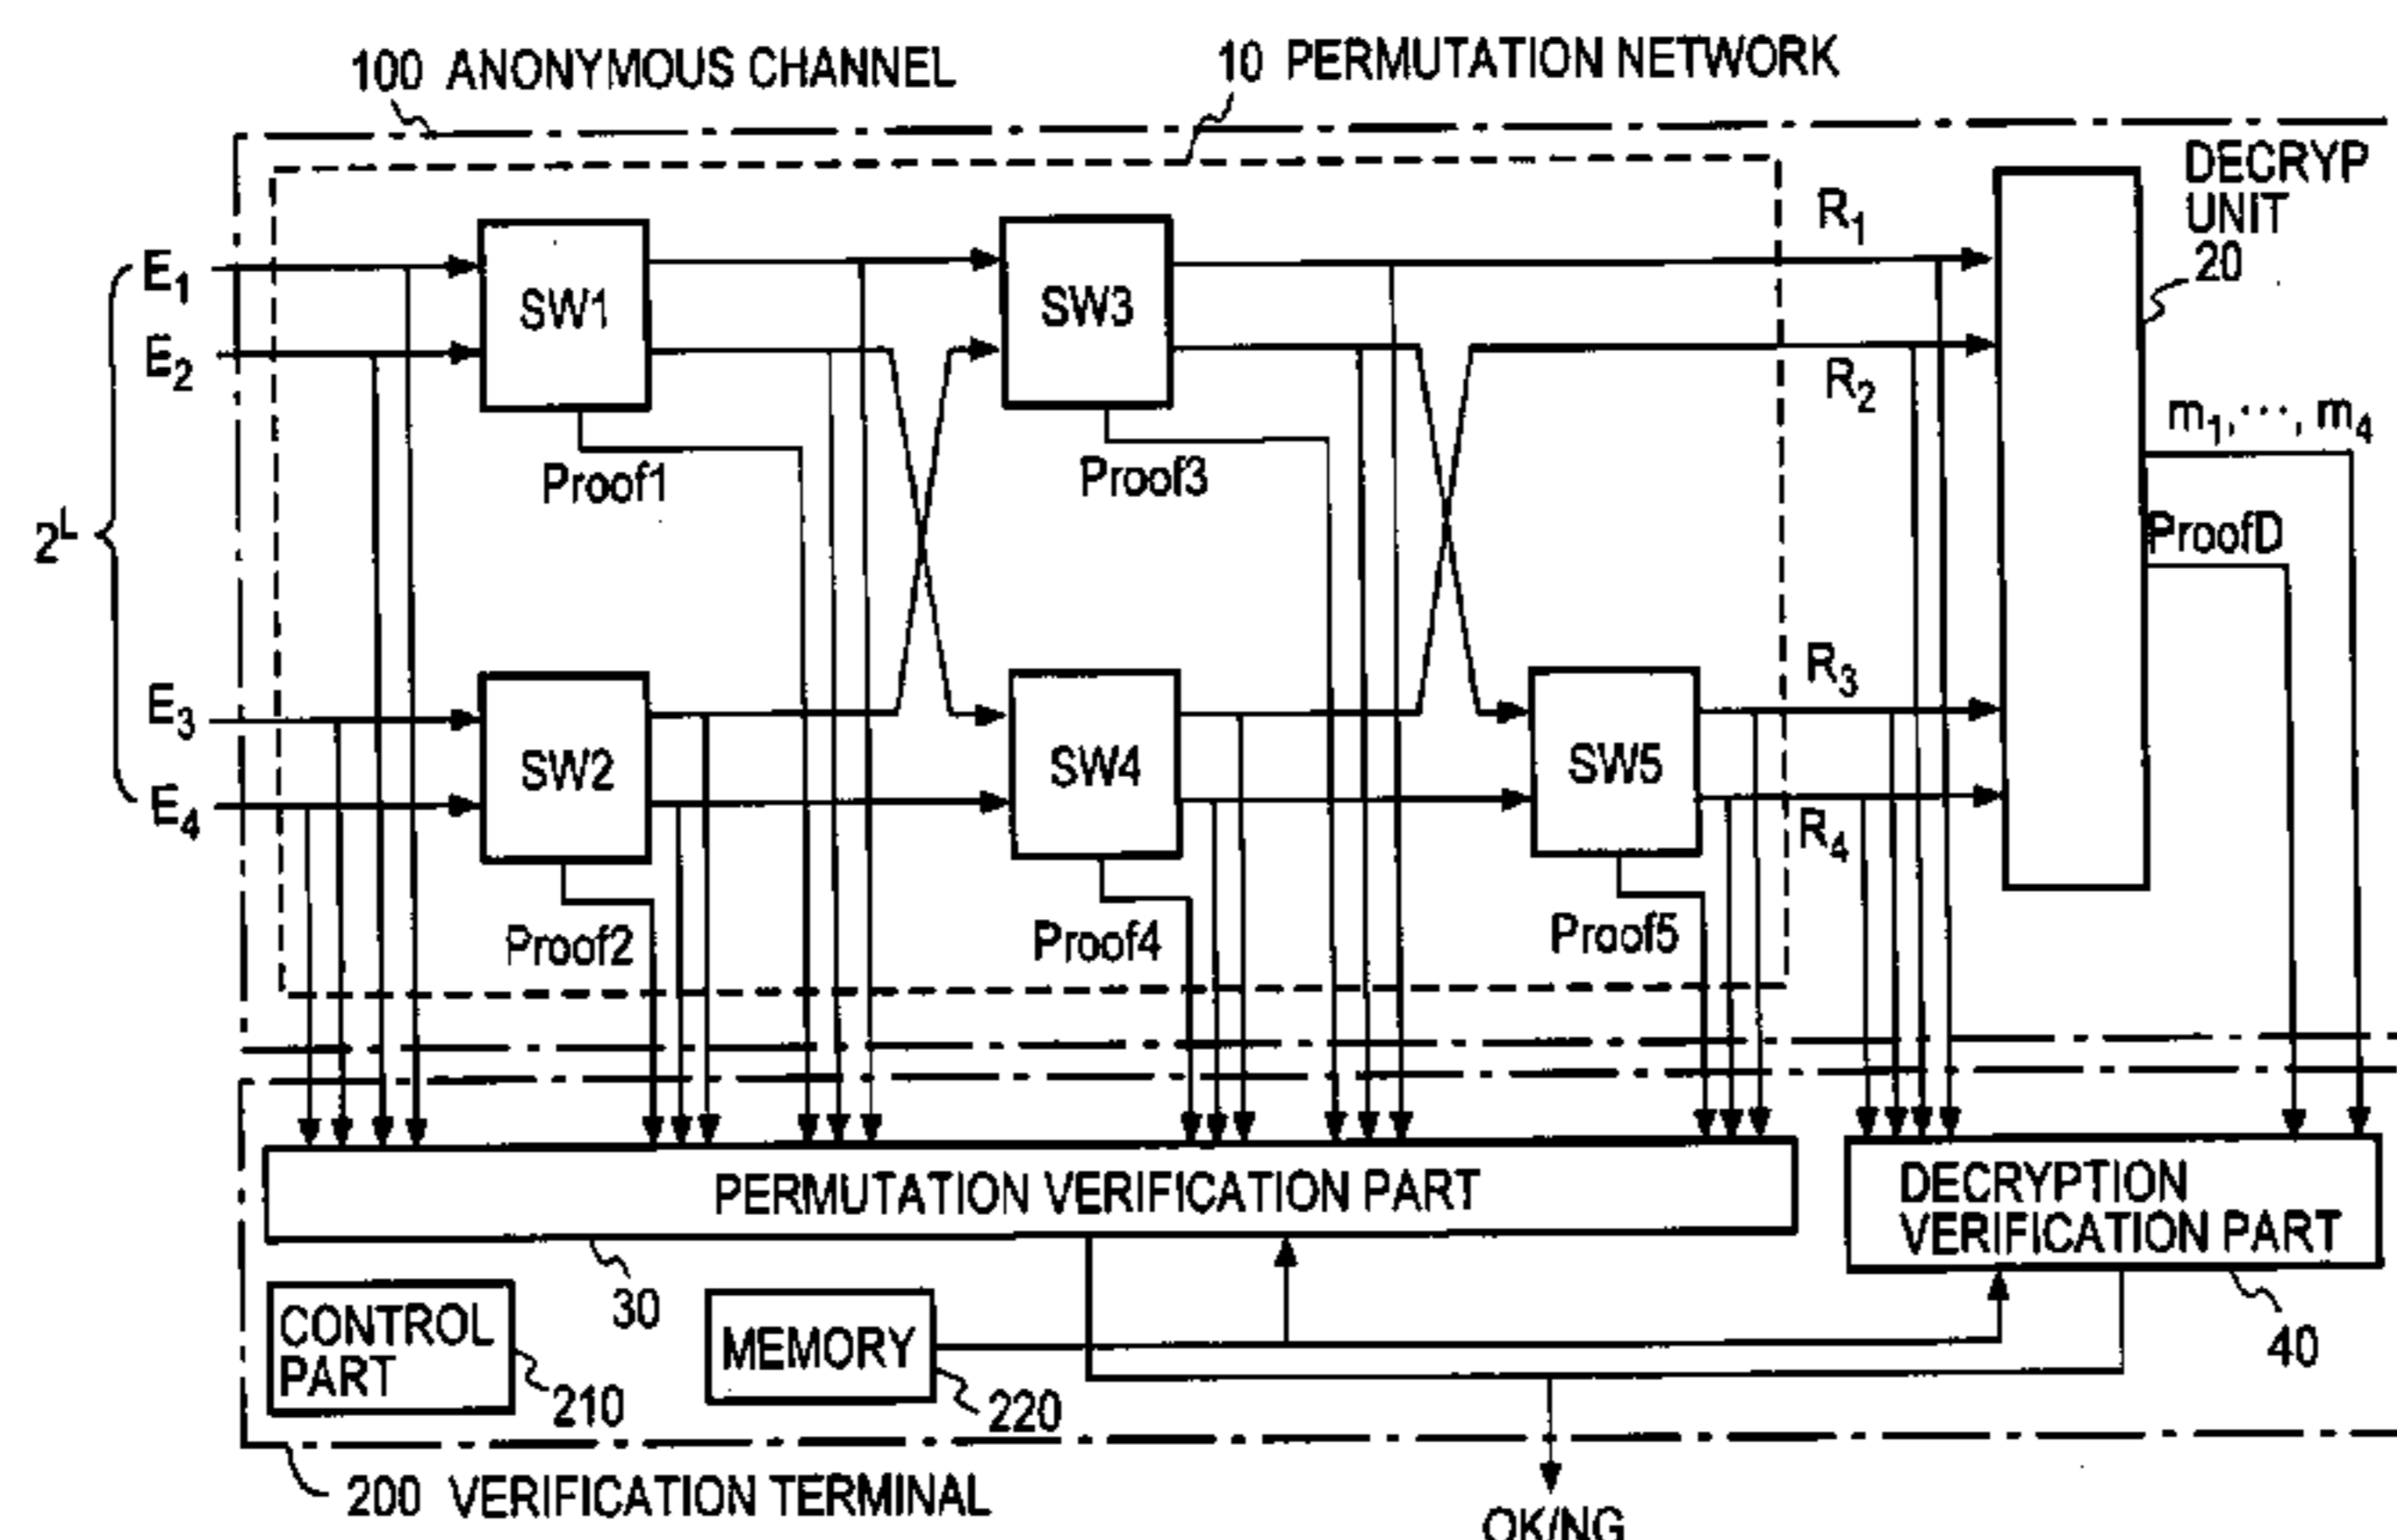 100 ANONYMOUS CHANNEL
10 PERMUTATION NETWORK
DECRYP
UNIT
20
E1
E2
2L
E3
E4
SW1
SW3
SW2
SW4
SW5
Proof1
Proof3
Proof2
Proof4
Proof5
R1
R2
R3
R4
m1,···, m4
ProofD
PERMUTATION VERIFICATION PART
30
DECRYPTION
VERIFICATION PART
40
CONTROL
PART
210
MEMORY
220
200 VERIFICATION TERMINAL
OK/NG